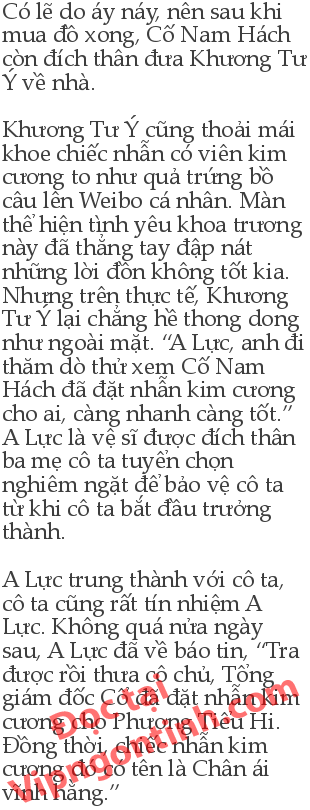 Có lẽ do áy náy, nên sau khi
mua đồ xong, Cố Nam Hách
còn đích thân đưa Khương Tư
Ý về nhà.
Khương Tư Ý cũng thoải mái
khoe chiếc nhẫn có viên kim
cương to như quả trứng bồ
câu lên Weibo cá nhân. Màn
thể hiện tình yêu khoa trương
này đã thẳng tay đập nát
những lời đồn không tốt kia.
Nhưng trên thực tế, Khương
Tư Ý lại chẳng hề thong dong
như ngoài mặt. “A Lực, anh đi
thăm dò thử xem Cố Nam
Hách đã đặt nhẫn kim cương
cho ai, càng nhanh càng tốt.”
A Lực là vệ sĩ được đích thân
ba mẹ cô ta tuyển chọn
nghiêm ngặt để bảo vệ cô ta
từ khi cô ta bắt đầu trưởng
thành.
A Lực trung thành với cô ta,
cô ta cũng rất tín nhiệm A
Lực. Không quá nửa ngày
sau, A Lực đã về báo tin, “Tra
được rồi thưa cô chủ, Tổng
giám đốc Cố đã đặt nhẫn kim
cương cho Phượng Tiêu Hi.
Đồng thời, chiếc nhẫn kim
cương đó có tên là Chân ái
vĩnh hằng.”
Đọc tại
Vipngontinh.com